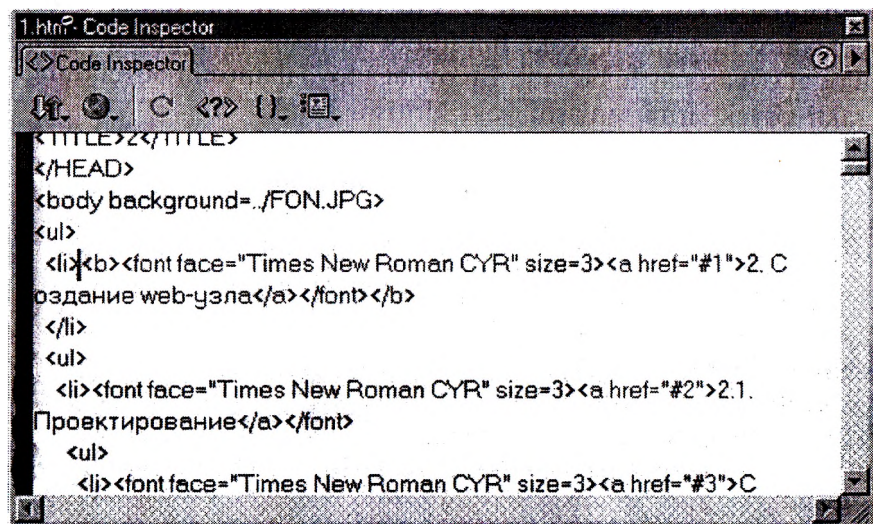 1.htm - Code Inspector
<>Code Inspector
<TITLE>2</TITLE>
</HEAD>
<body background=../FON.JPG>
<ul>
<li><b><font face="Times New Roman CYR" size=3><a href="#1">2. С
оздание web-узла</a></font></b>
</li>
<ul>
<li><font face="Times New Roman CYR" size=3><a href="#2">2.1.
Проектирование</a></font>
<ul>
<li><font face="Times New Roman CYR" size=3><a href="#3">С